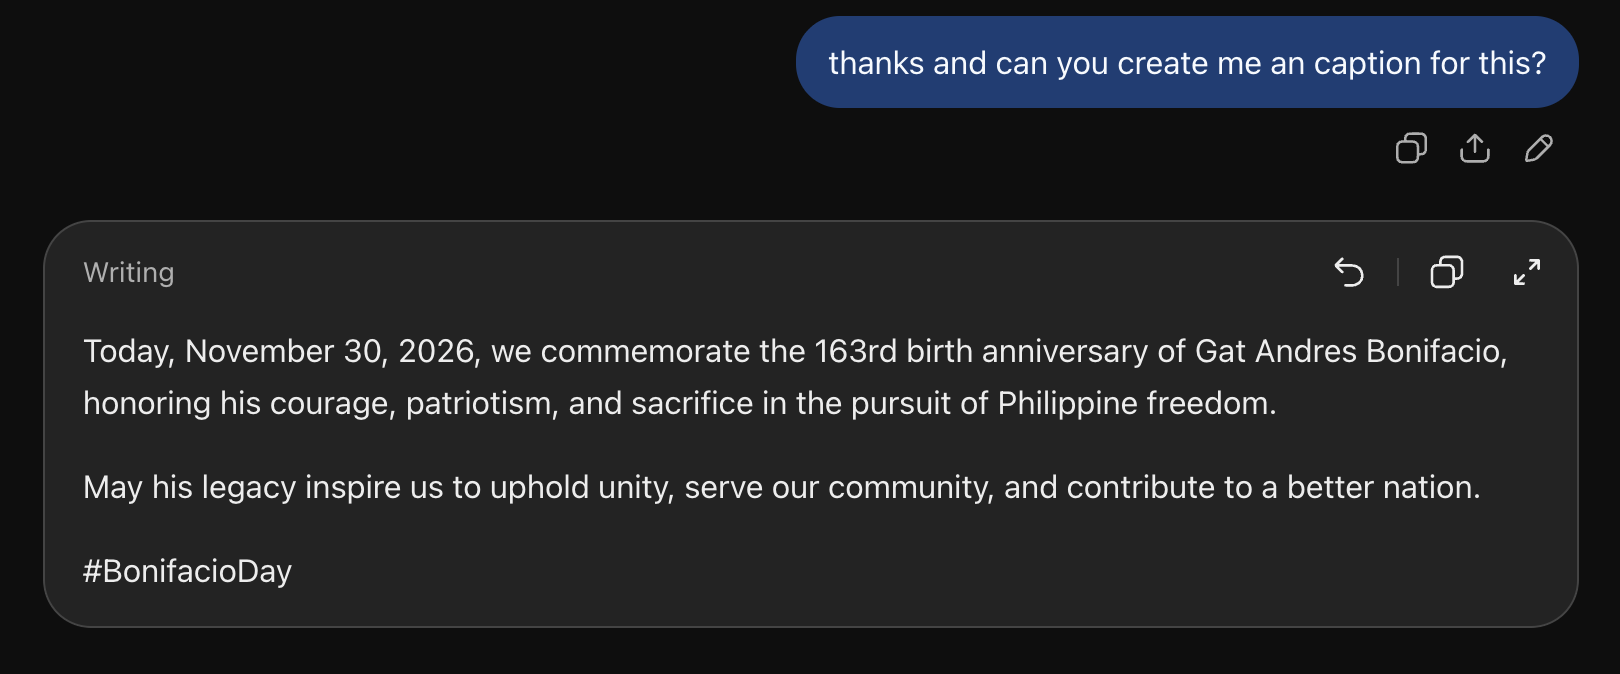 thanks and can you create me an caption for this?
Writing
Today, November 30, 2026, we commemorate the 163rd birth anniversary of Gat Andres Bonifacio,
honoring his courage, patriotism, and sacrifice in the pursuit of Philippine freedom.
May his legacy inspire us to uphold unity, serve our community, and contribute to a better nation.
#BonifacioDay